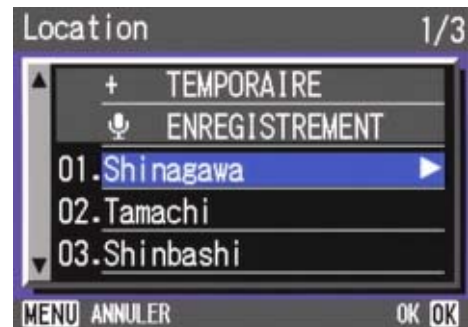 Location 1/3
+ TEMPORAIRE
ENREGISTREMENT
01.Shinagawa
02.Tamachi
03.Shinbashi
MENU ANNULER OK OK